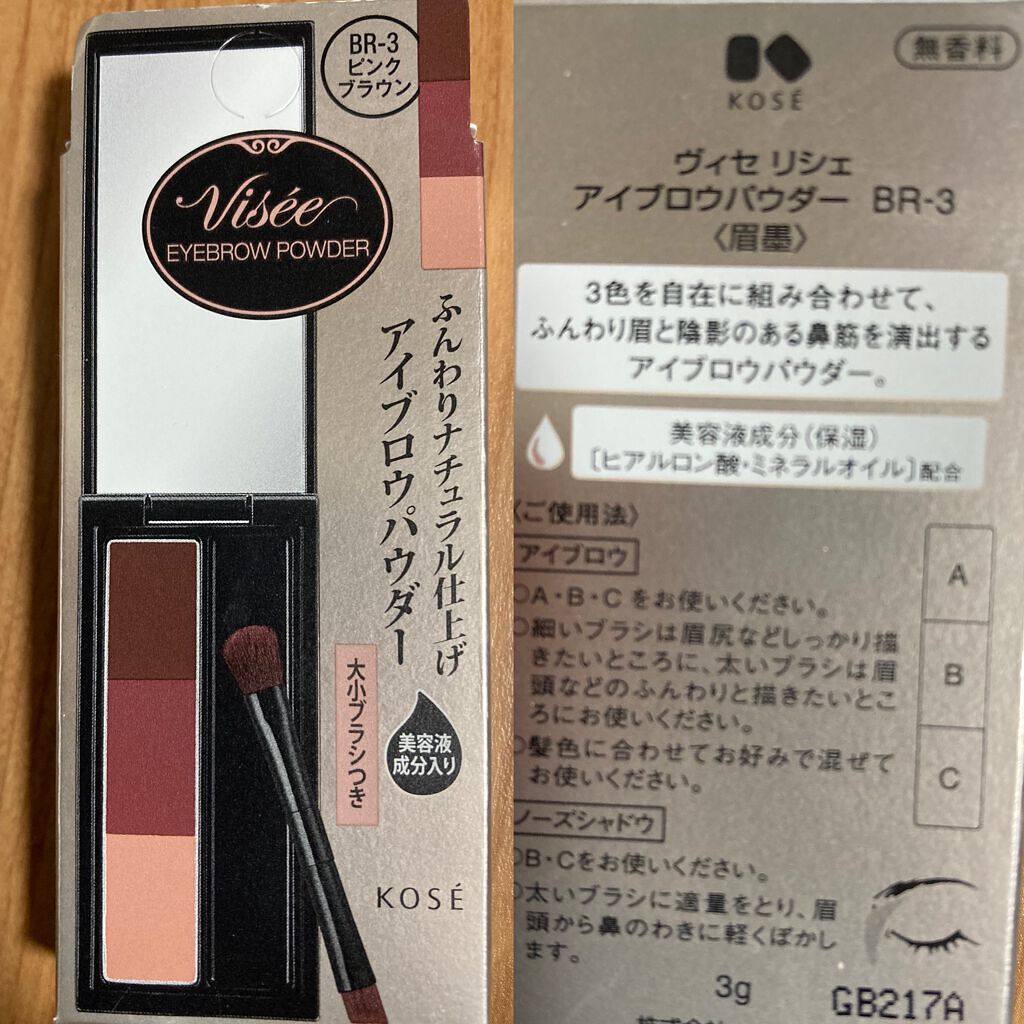 BR-3
ピンク
ブラウン
Visée
EYEBROW POWDER
ふんわりナチュラル仕上げ
アイブロウパウダー
大小ブラシつき
美容液
成分入り
KOSÉ
KOSÉ
無香料
ヴィセ リシェ
アイブロウパウダー BR-3
〈眉墨〉
3色を自在に組み合わせて、
ふんわり眉と陰影のある鼻筋を演出する
アイブロウパウダー。
美容液成分(保湿)
[ヒアルロン酸・ミネラルオイル]配合
〈ご使用法〉
アイブロウ
○A・B・Cをお使いください。
○細いブラシは眉尻などしっかり描
きたいところに、太いブラシは眉
頭などのふんわりと描きたいとこ
ろにお使いください。
○髪色に合わせてお好みで混ぜて
お使いください。
A
B
C
ノーズシャドウ
○B・Cをお使いください。
○太いブラシに適量をとり、眉
頭から鼻のわきに軽くぼかし
ます。
3g
GB217A